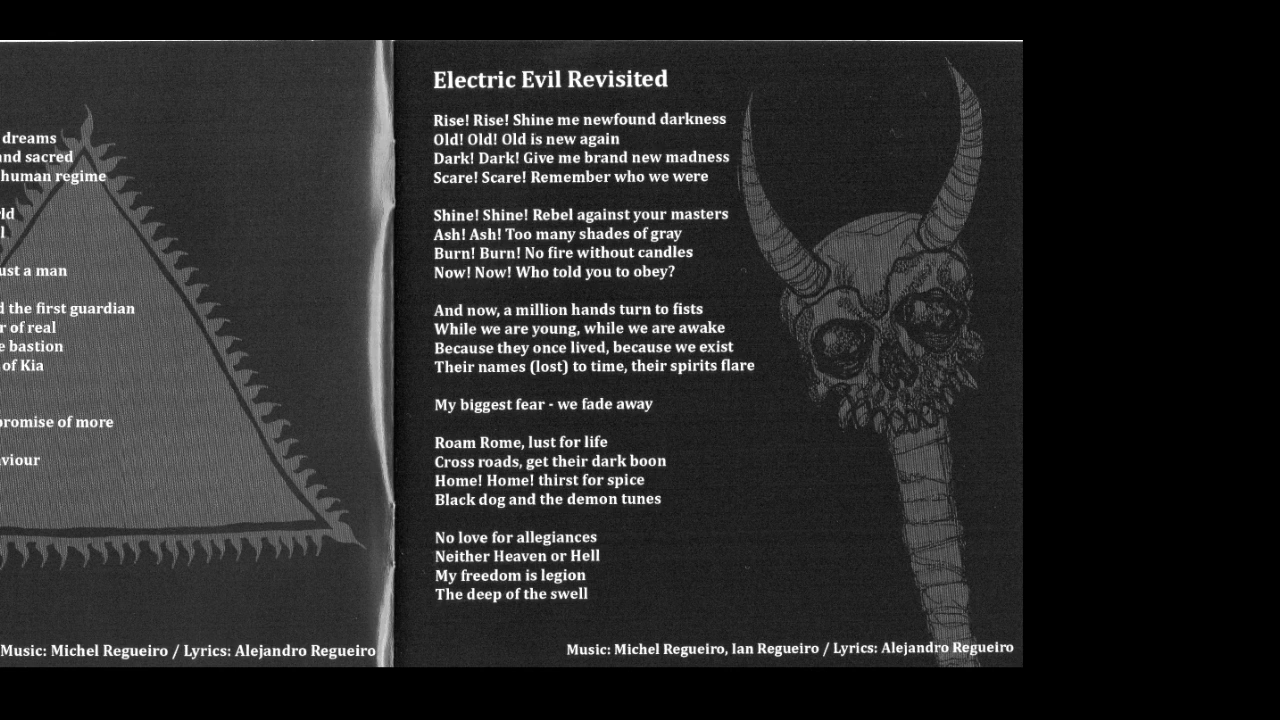 dreams
and sacred
human regime
ust a man
the first guardian
r of real
e bastion
of Kia
promise of more
Music: Michel Regueiro / Lyrics: Alejandro Regueiro
Electric Evil Revisited
Rise! Rise! Shine me newfound darkness
Old! Old! Old is new again
Dark! Dark! Give me brand new madness
Scare! Scare! Remember who we were
Shine! Shine! Rebel against your masters
Ash! Ash! Too many shades of gray
Burn! Burn! No fire without candles
Now! Now! Who told you to obey?
And now, a million hands turn to fists
While we are young, while we are awake
Because they once lived, because we exist
Their names (lost) to time, their spirits flare
My biggest fear - we fade away
Roam Rome, lust for life
Cross roads, get their dark boon
Home! Home! thirst for spice
Black dog and the demon tunes
No love for allegiances
Neither Heaven or Hell
My freedom is legion
The deep of the swell
Music: Michel Regueiro, Ian Regueiro / Lyrics: Alejandro Regueiro